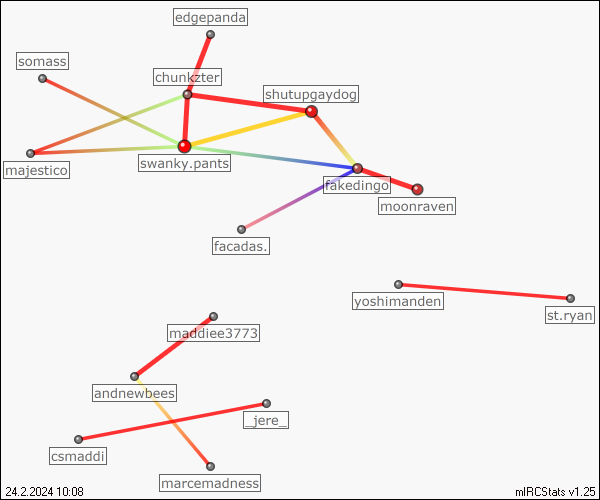 edgepanda
somass
chunkzter
shutupgaydog
majestico
swanky.pants
fakedingo
moonraven
facadas.
yoshimanden
st.ryan
maddiee3773
andnewbees
_jere_
csmaddi
marcemadness
24.2.2024 10:08
mIRCStats v1.25